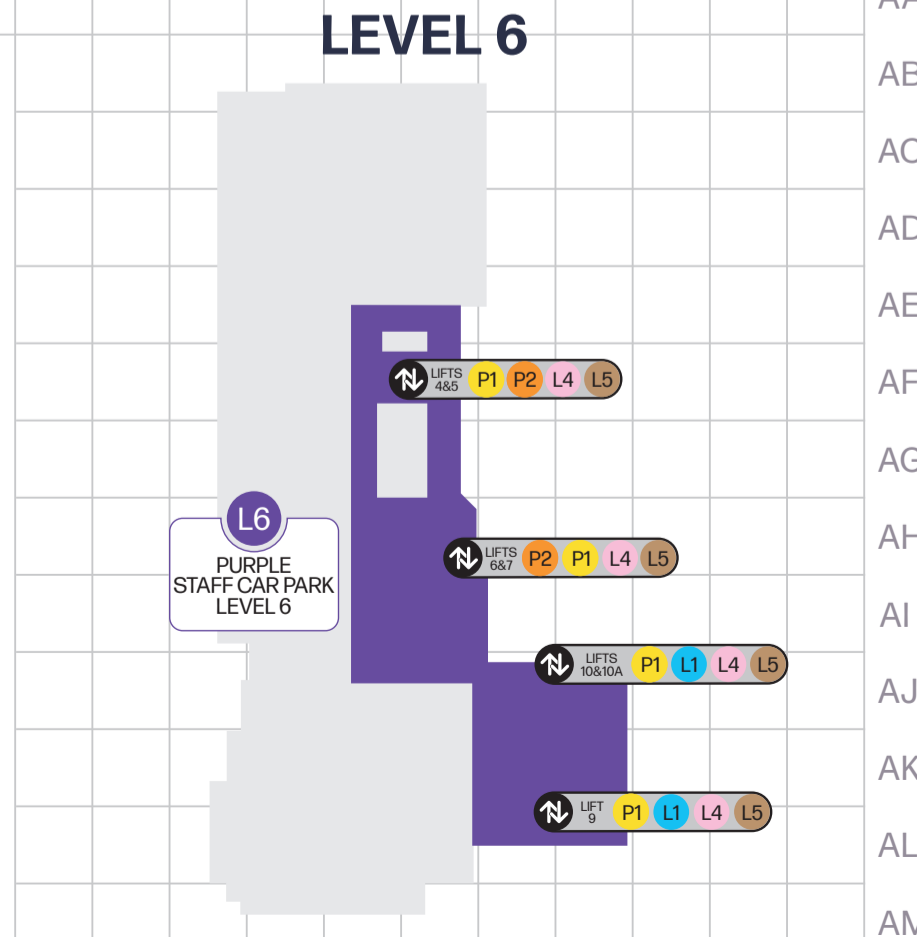 LEVEL 6
AB
AC
AD
AE
LIFTS
4&5
P1 P2 L4 L5
AF
AG
L6
PURPLE
STAFF CAR PARK
LEVEL 6
LIFTS
6&7
P2 P1 L4 L5
AH
AI
LIFTS
10&10A
P1 L1 L4 L5
AJ
AK
LIFT
9
P1 L1 L4 L5
AL
AM